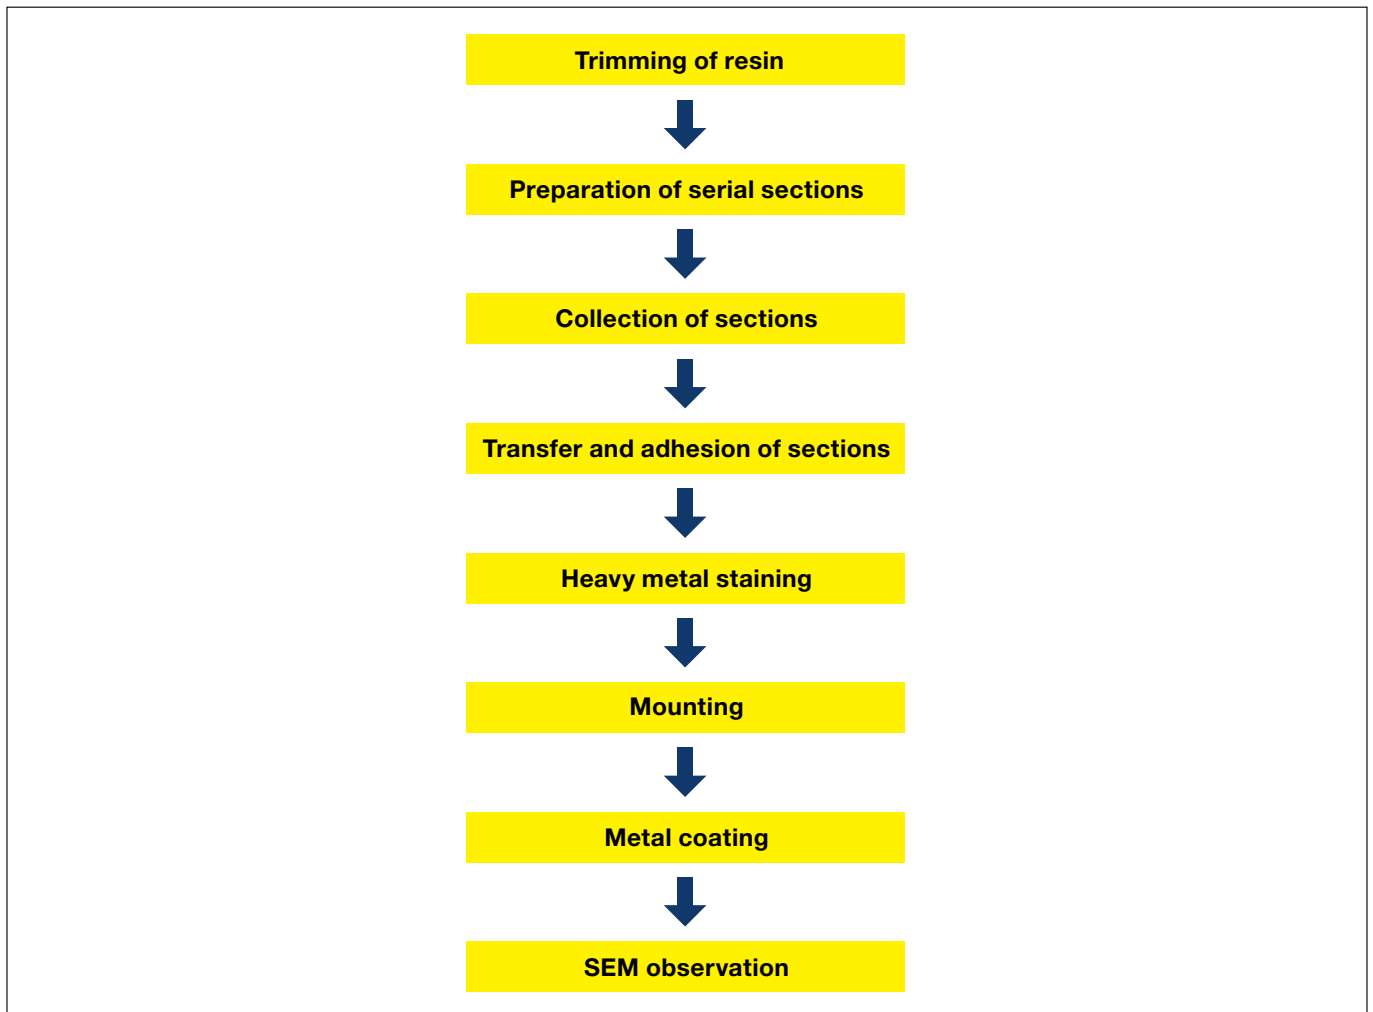 Trimming of resin
Preparation of serial sections
Collection of sections
Transfer and adhesion of sections
Heavy metal staining
Mounting
Metal coating
SEM observation